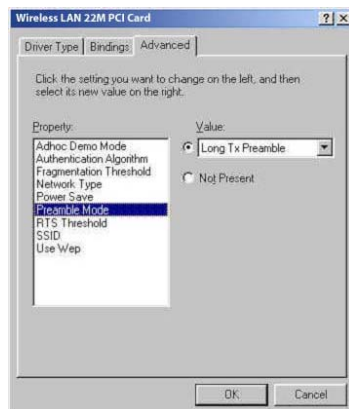 Wireless LAN 22M PCI Card
Driver Type Bindings Advanced
Click the setting you want to change on the left, and then
select its new value on the right.
Property:
Adhoc Demo Mode
Authentication Algorithm
Fragmentation Threshold
Network Type
Power Save
Preamble Mode
RTS Threshold
SSID
Use Wep
Value:
Long Tx Preamble
Not Present
OK Cancel